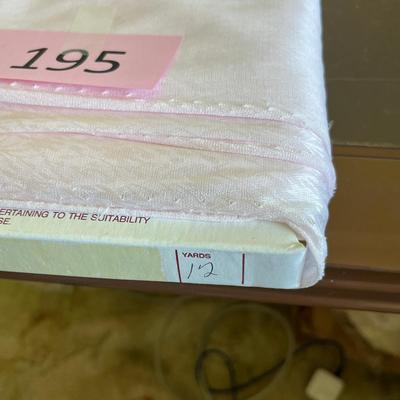 195
ERTAINING TO THE SUITABILITY
SE.
YARDS
12